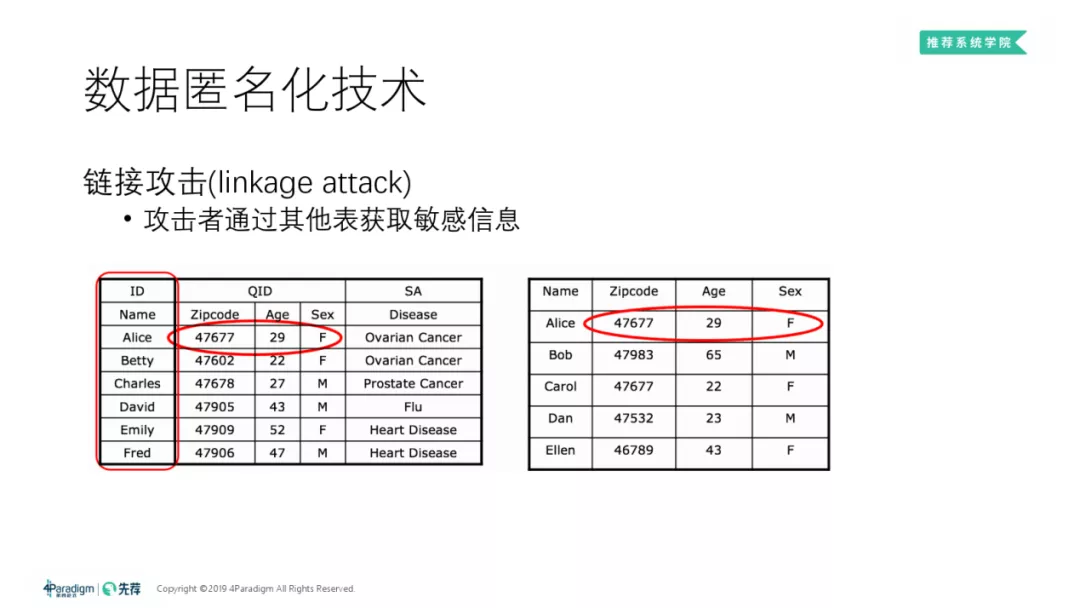 推荐系统学院
数据匿名化技术
链接攻击(linkage attack)
• 攻击者通过其他表获取敏感信息
ID QID SA
Name Zipcode Age Sex Disease
Alice 47677 29 F Ovarian Cancer
Betty 47602 22 F Ovarian Cancer
Charles 47678 27 M Prostate Cancer
David 47905 43 M Flu
Emily 47909 52 F Heart Disease
Fred 47906 47 M Heart Disease
Name Zipcode Age Sex
Alice 47677 29 F
Bob 47983 65 M
Carol 47677 22 F
Dan 47532 23 M
Ellen 46789 43 F
4Paradigm
先荐
Copyright ©2019 4Paradigm All Rights Reserved.